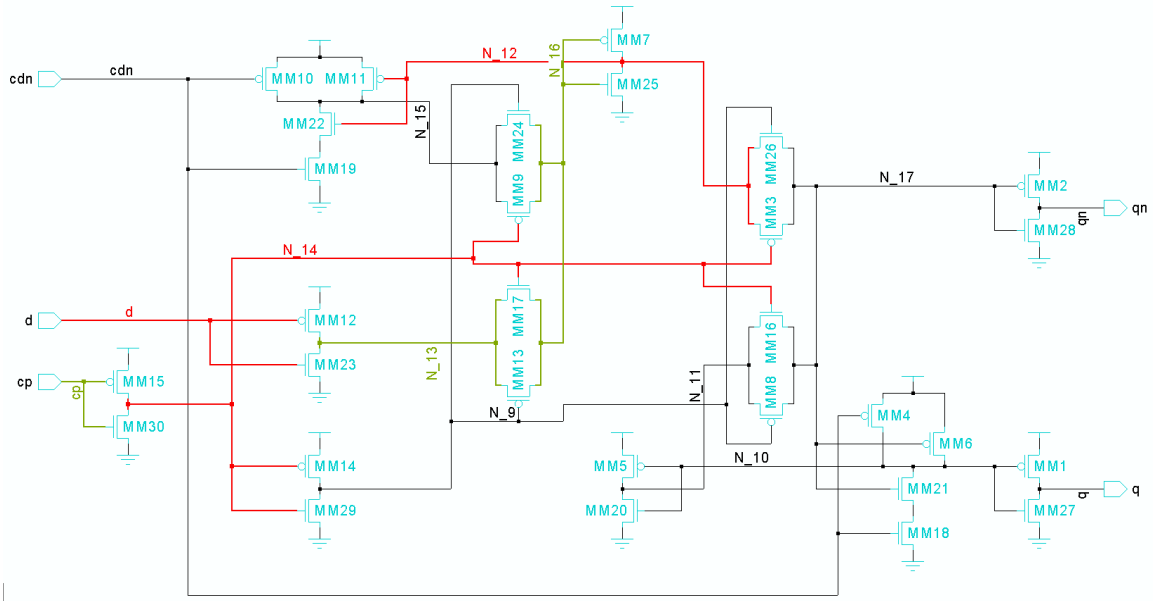 MM7
N_12
N_16
cdn
cdn
MM10
MM11
MM25
N_15
MM22
MM24
MM26
MM19
MM9
MM3
N_17
MM2
qn
qn
MM28
N_14
d
d
MM12
MM17
MM16
MM23
N_13
MM13
N_11
MM8
cp
cp
MM15
MM30
N_9
MM4
MM6
MM14
MM5
N_10
MM1
MM21
q
q
MM29
MM20
MM27
MM18